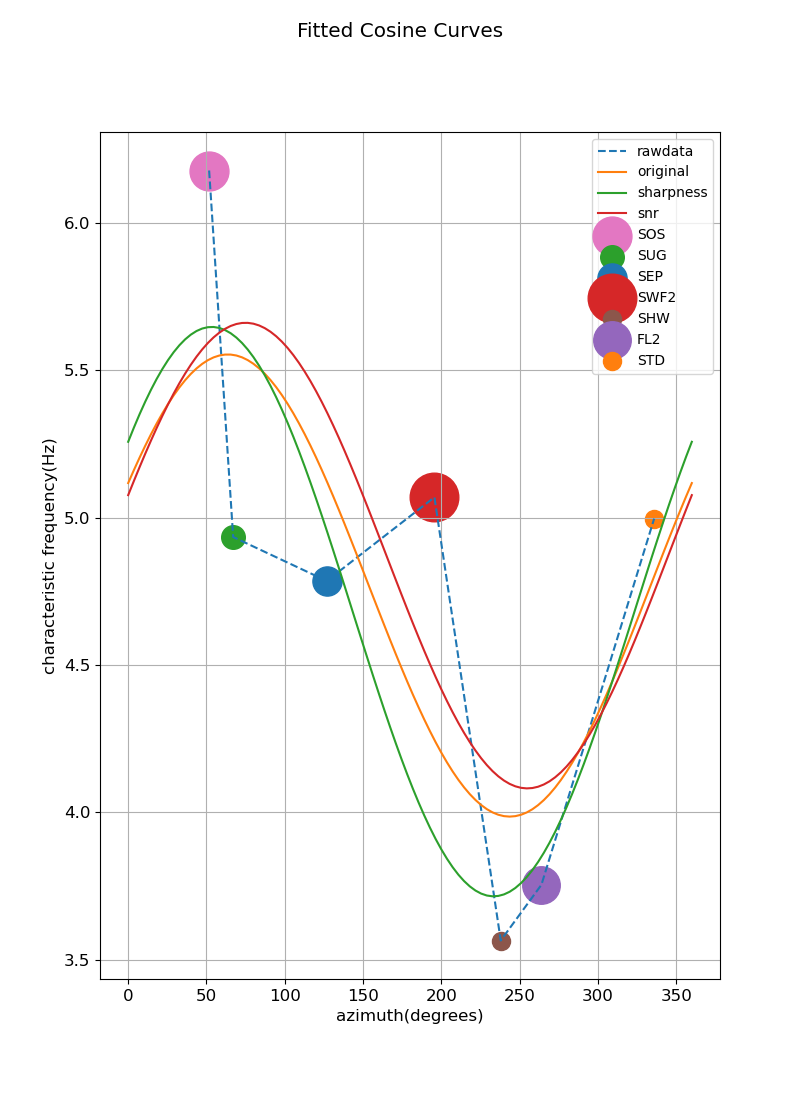 Fitted Cosine Curves
rawdata
original
sharpness
snr
SOS
SUG
SEP
SWF2
SHW
FL2
STD
characteristic frequency(Hz)
6.0
5.5
5.0
4.5
4.0
3.5
0 50 100 150 200 250 300 350
azimuth(degrees)